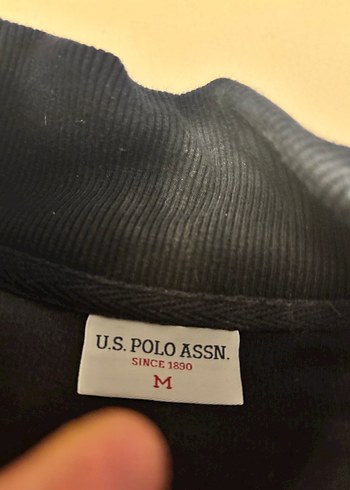 U.S. POLO ASSN.
SINCE 1890
M